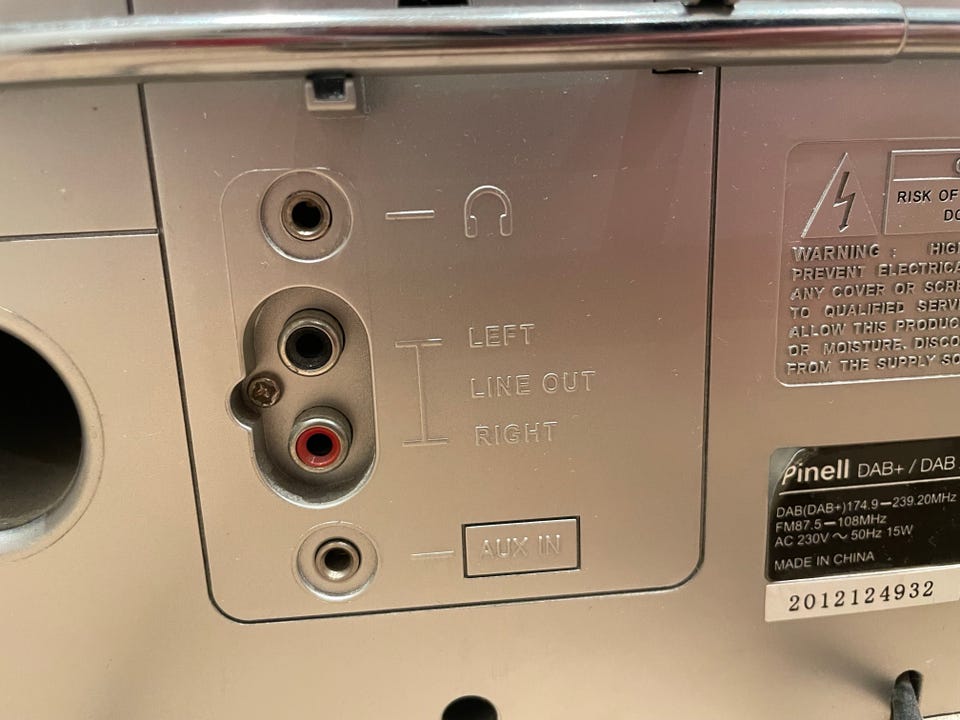 LEFT
LINE OUT
RIGHT
AUX IN
RISK OF
WARNING : HIG
PREVENT ELECTRICA
ANY COVER OR SCRE
TO QUALIFIED SERV
ALLOW THIS PRODUC
OR MOISTURE. DISCO
FROM THE SUPPLY SO
Pinell DAB+ / DAB
DAB(DAB+)174.9—239.20MHz
FM87.5—108MHz
AC 230V ~ 50Hz 15W
MADE IN CHINA
2012124932